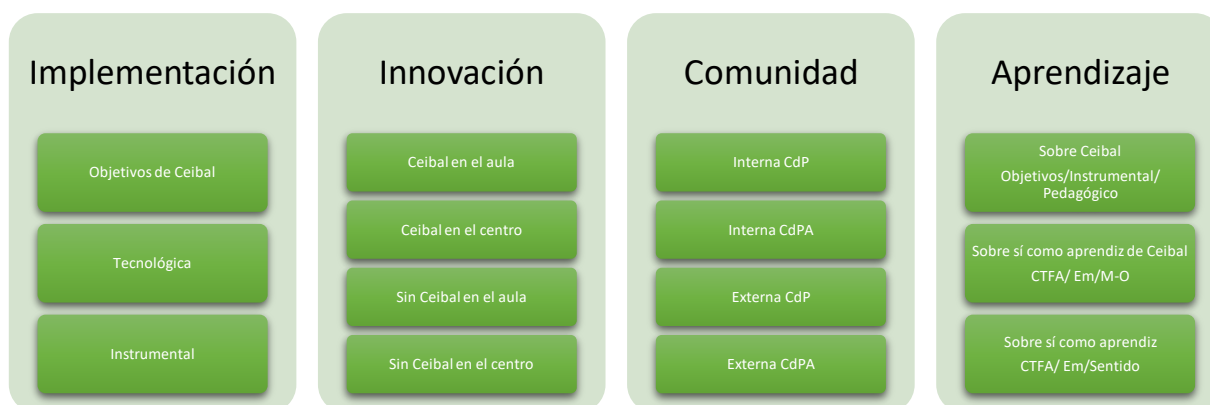 Implementación
Objetivos de Ceibal
Tecnológica
Instrumental
Innovación
Ceibal en el aula
Ceibal en el centro
Sin Ceibal en el aula
Sin Ceibal en el centro
Comunidad
Interna CdP
Interna CdPA
Externa CdP
Externa CdPA
Aprendizaje
Sobre Ceibal
Objetivos/Instrumental/
Pedagógico
Sobre sí como aprendiz de Ceibal
CTFA/ Em/M-O
Sobre sí como aprendiz
CTFA/ Em/Sentido